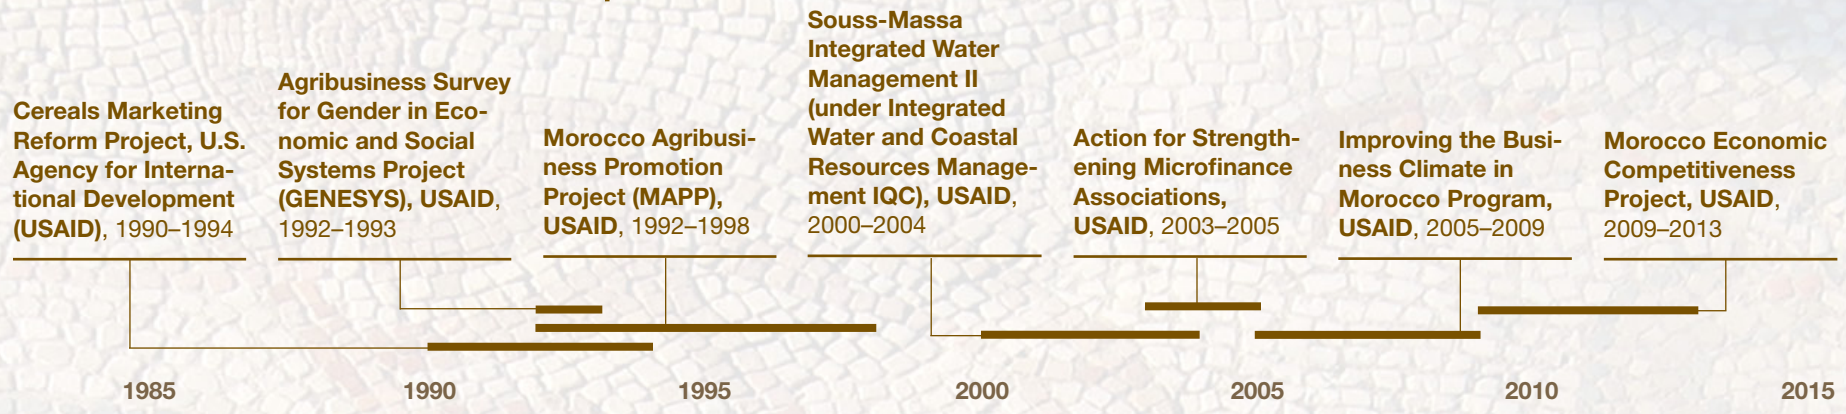 Cereals Marketing
Reform Project, U.S.
Agency for Interna-
tional Development
(USAID), 1990–1994
Agribusiness Survey
for Gender in Eco-
nomic and Social
Systems Project
(GENESYS), USAID,
1992–1993
Morocco Agribusi-
ness Promotion
Project (MAPP),
USAID, 1992–1998
Souss-Massa
Integrated Water
Management II
(under Integrated
Water and Coastal
Resources Manage-
ment IQC), USAID,
2000–2004
Action for Strength-
ening Microfinance
Associations,
USAID, 2003–2005
Improving the Busi-
ness Climate in
Morocco Program,
USAID, 2005–2009
Morocco Economic
Competitiveness
Project, USAID,
2009–2013
1985 1990 1995 2000 2005 2010 2015